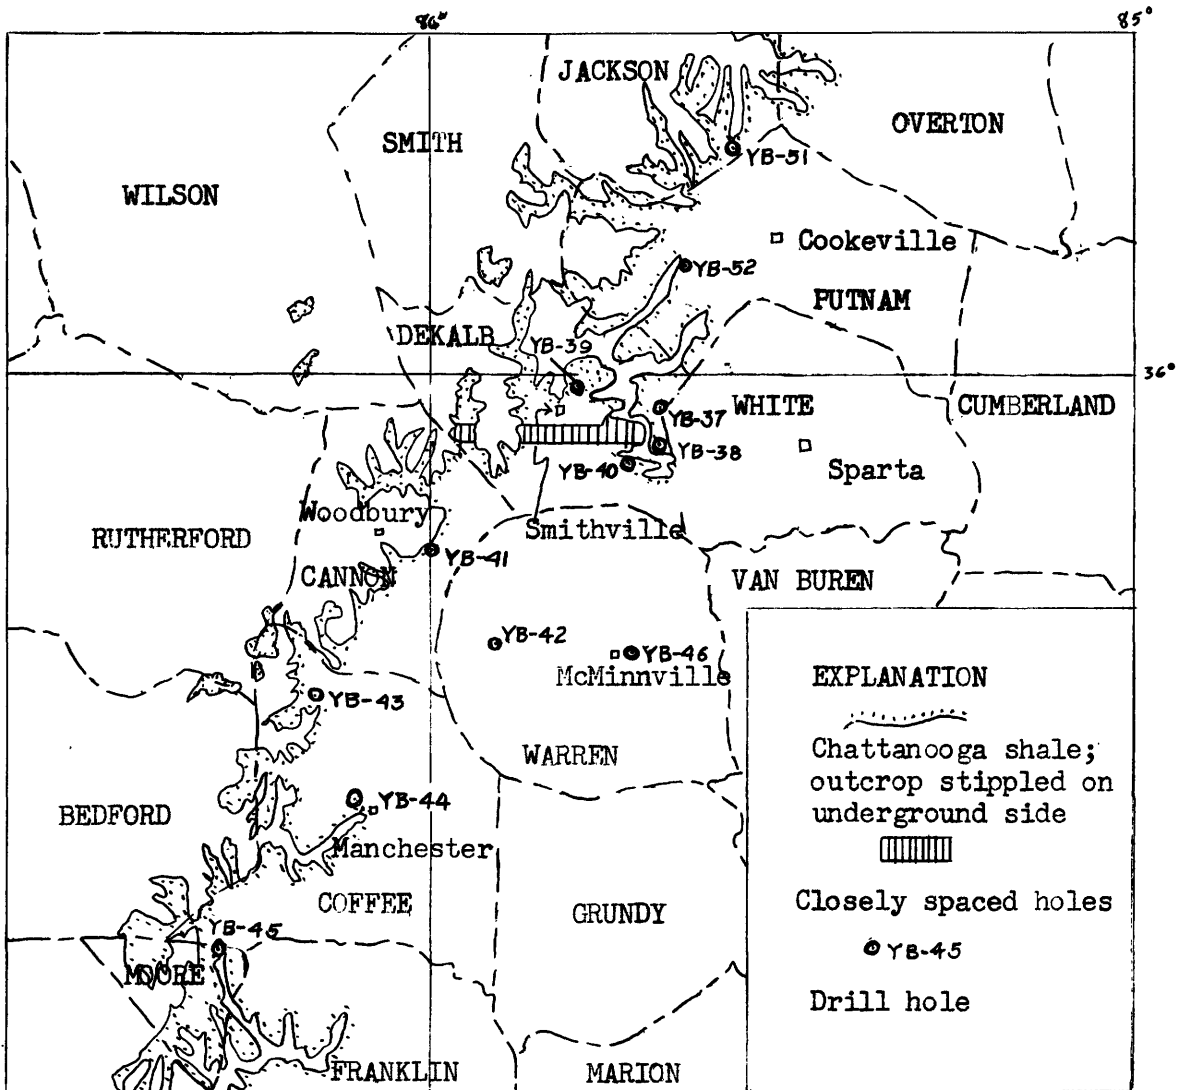 86°
85°
JACKSON
OVERTON
SMITH
YB-51
WILSON
Cookeville
YB-52
PUTNAM
DEKALB
YB-39
36°
WHITE
CUMBERLAND
YB-37
YB-38
YB-40
Sparta
Woodbury
Smithville
RUTHERFORD
YB-41
CANNON
VAN BUREN
YB-42
YB-46
McMinnville
YB-43
WARREN
YB-44
BEDFORD
Manchester
COFFEE
GRUNDY
YB-45
MOORE
FRANKLIN
MARION
EXPLANATION
Chattanooga shale;
outcrop stippled on
underground side
Closely spaced holes
YB-45
Drill hole